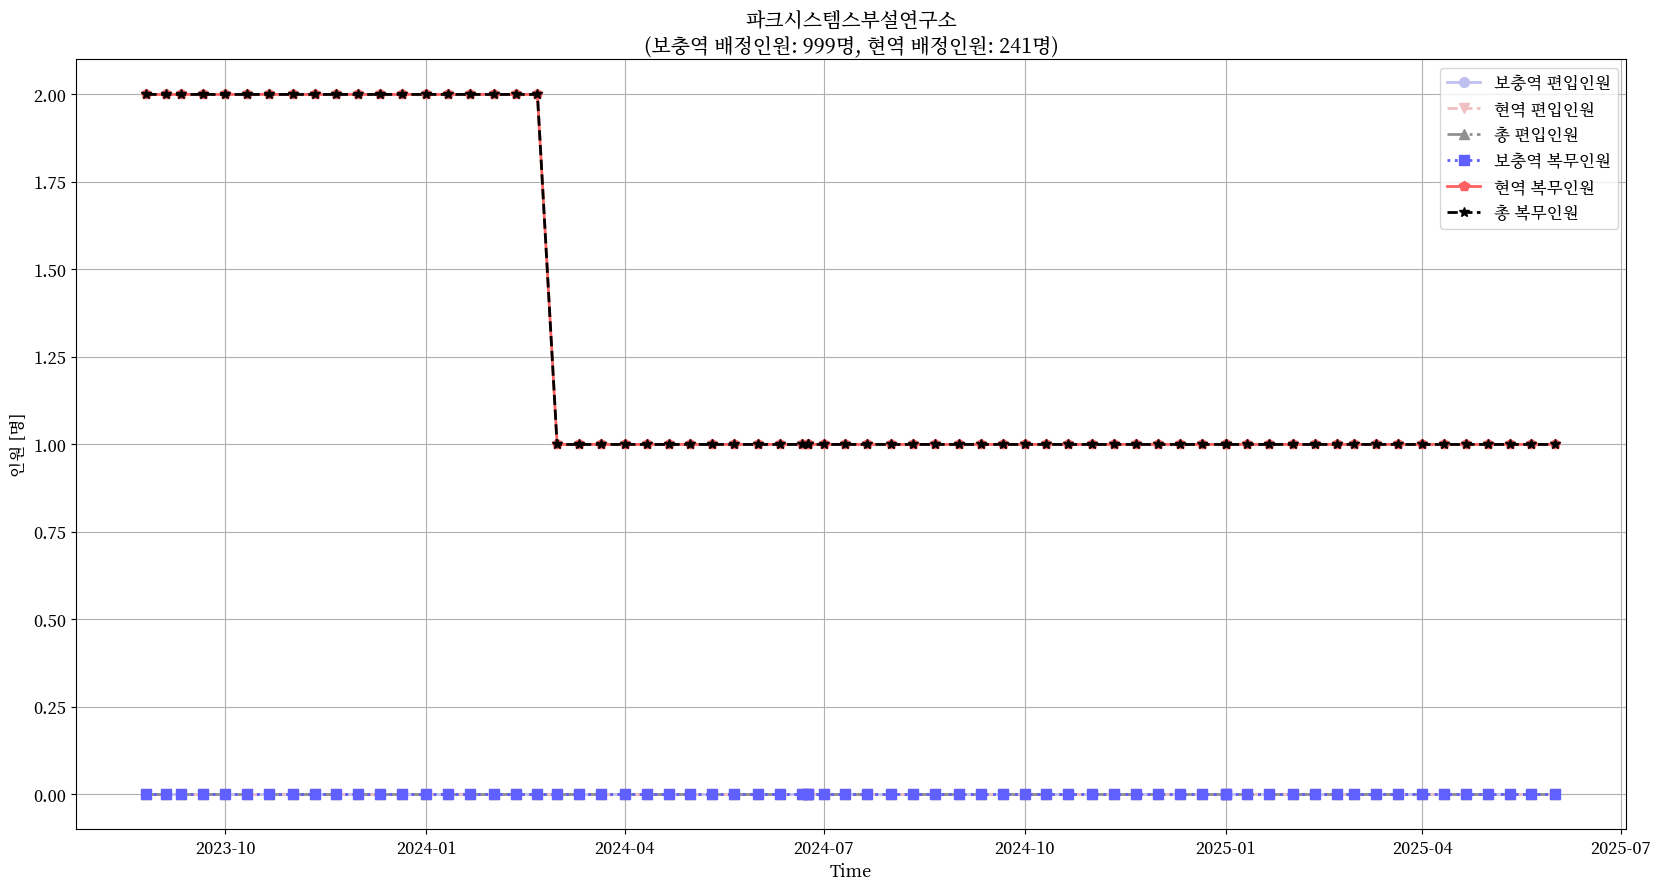 파크시스템스부설연구소
(보충역 배정인원: 999명, 현역 배정인원: 241명)
보충역 편입인원
현역 편입인원
총 편입인원
보충역 복무인원
현역 복무인원
총 복무인원
인원 [명]
2.00
1.75
1.50
1.25
1.00
0.75
0.50
0.25
0.00
2023-10
2024-01
2024-04
2024-07
2024-10
2025-01
2025-04
2025-07
Time